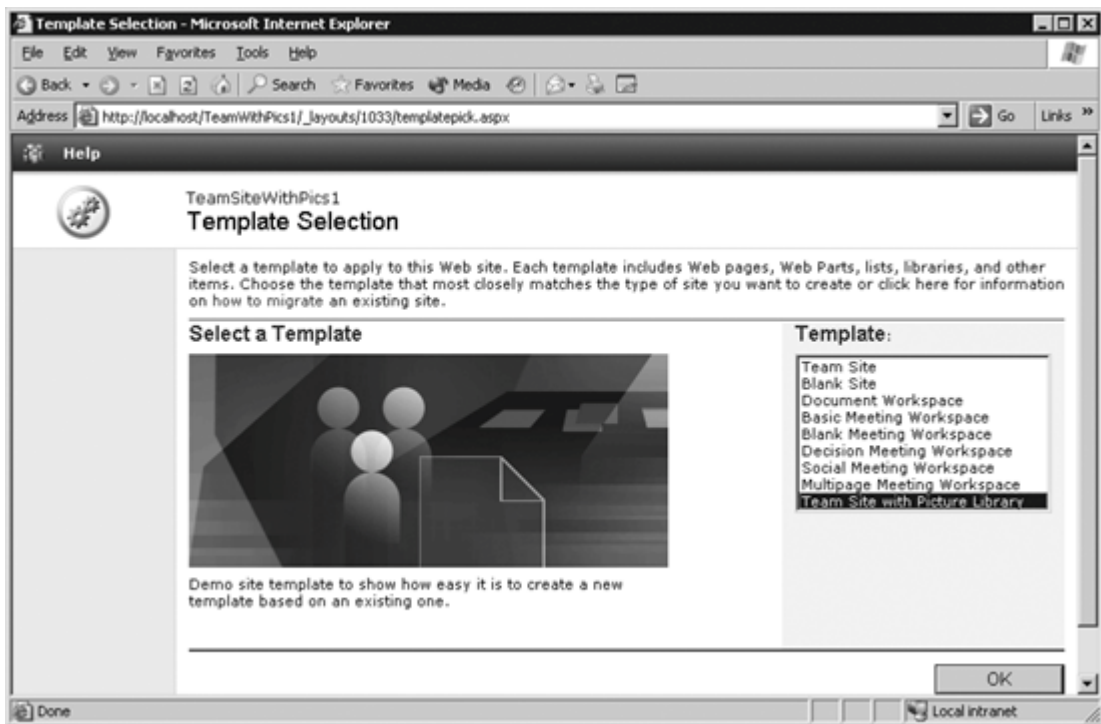 Template Selection - Microsoft Internet Explorer
File Edit View Favorites Tools Help
Back Search Favorites Media
Address http://localhost/TeamWithPics1/_layouts/1033/templatepick.aspx Go Links »
Help
TeamSiteWithPics1
Template Selection
Select a template to apply to this Web site. Each template includes Web pages, Web Parts, lists, libraries, and other
items. Choose the template that most closely matches the type of site you want to create or click here for information
on how to migrate an existing site.
Select a Template
Template:
Team Site
Blank Site
Document Workspace
Basic Meeting Workspace
Blank Meeting Workspace
Decision Meeting Workspace
Social Meeting Workspace
Multipage Meeting Workspace
Team Site with Picture Library
Demo site template to show how easy it is to create a new
template based on an existing one.
OK
Done Local intranet